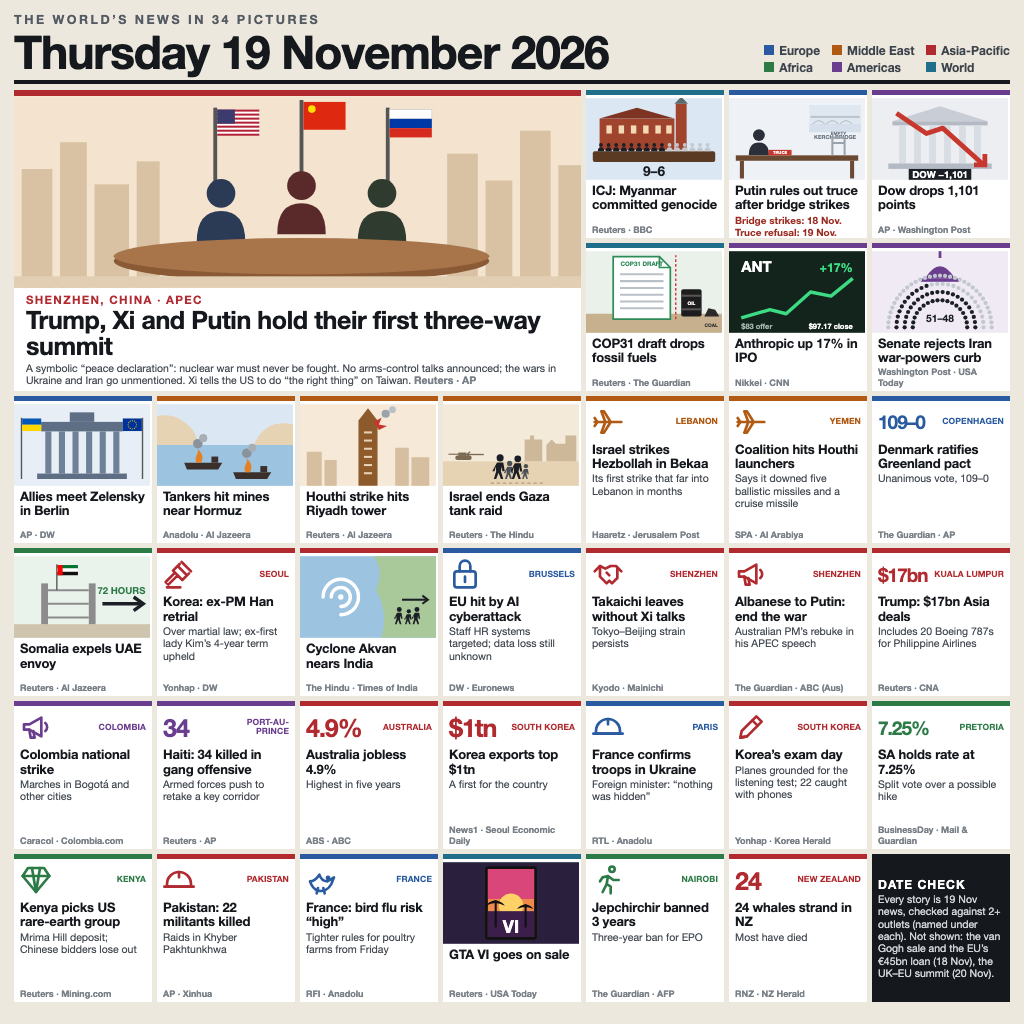 THE WORLD'S NEWS IN 34 PICTURES
Thursday 19 November 2026
Europe
Middle East
Asia-Pacific
Africa
Americas
World
SHENZHEN, CHINA · APEC
Trump, Xi and Putin hold their first three-way
summit
A symbolic “peace declaration”: nuclear war must never be fought. No arms-control talks announced; the wars in
Ukraine and Iran go unmentioned. Xi tells the US to do “the right thing” on Taiwan. Reuters · AP
9–6
ICJ: Myanmar
committed genocide
Reuters · BBC
EMPTY
KERCH BRIDGE
TRUCE
Putin rules out truce
after bridge strikes
Bridge strikes: 18 Nov.
Truce refusal: 19 Nov.
DOW −1,101
Dow drops 1,101
points
AP · Washington Post
COP31 DRAFT
OIL
COAL
COP31 draft drops
fossil fuels
Reuters · The Guardian
ANT
+17%
$83 offer
$97.17 close
Anthropic up 17% in
IPO
Nikkei · CNN
51–48
Senate rejects Iran
war-powers curb
Washington Post · USA
Today
Allies meet Zelensky
in Berlin
AP · DW
Tankers hit mines
near Hormuz
Anadolu · Al Jazeera
Houthi strike hits
Riyadh tower
Reuters · Al Jazeera
Israel ends Gaza
tank raid
Reuters · The Hindu
LEBANON
Israel strikes
Hezbollah in Bekaa
Its first strike that far into
Lebanon in months
Haaretz · Jerusalem Post
YEMEN
Coalition hits Houthi
launchers
Says it downed five
ballistic missiles and a
cruise missile
SPA · Al Arabiya
109–0
COPENHAGEN
Denmark ratifies
Greenland pact
Unanimous vote, 109–0
The Guardian · AP
72 HOURS
Somalia expels UAE
envoy
Reuters · Al Jazeera
SEOUL
Korea: ex-PM Han
retrial
Over martial law; ex-first
lady Kim's 4-year term
upheld
Yonhap · DW
Cyclone Akvan
nears India
The Hindu · Times of India
BRUSSELS
EU hit by AI
cyberattack
Staff HR systems
targeted; data loss still
unknown
DW · Euronews
SHENZHEN
Takaichi leaves
without Xi talks
Tokyo–Beijing strain
persists
Kyodo · Mainichi
SHENZHEN
Albanese to Putin:
end the war
Australian PM's rebuke in
his APEC speech
The Guardian · ABC (Aus)
$17bn
KUALA LUMPUR
Trump: $17bn Asia
deals
Includes 20 Boeing 787s
for Philippine Airlines
Reuters · CNA
COLOMBIA
Colombia national
strike
Marches in Bogotá and
other cities
Caracol · Colombia.com
34
PORT-AU-
PRINCE
Haiti: 34 killed in
gang offensive
Armed forces push to
retake a key corridor
Reuters · AP
4.9%
AUSTRALIA
Australia jobless
4.9%
Highest in five years
ABS · ABC
$1tn
SOUTH KOREA
Korea exports top
$1tn
A first for the country
News1 · Seoul Economic
Daily
PARIS
France confirms
troops in Ukraine
Foreign minister: “nothing
was hidden”
RTL · Anadolu
SOUTH KOREA
Korea's exam day
Planes grounded for the
listening test; 22 caught
with phones
Yonhap · Korea Herald
7.25%
PRETORIA
SA holds rate at
7.25%
Split vote over a possible
hike
BusinessDay · Mail &
Guardian
KENYA
Kenya picks US
rare-earth group
Mrima Hill deposit;
Chinese bidders lose out
Reuters · Mining.com
PAKISTAN
Pakistan: 22
militants killed
Raids in Khyber
Pakhtunkhwa
AP · Xinhua
FRANCE
France: bird flu risk
“high”
Tighter rules for poultry
farms from Friday
RFI · Anadolu
VI
GTA VI goes on sale
Reuters · USA Today
NAIROBI
Jepchirchir banned
3 years
Three-year ban for EPO
The Guardian · AFP
24
NEW ZEALAND
24 whales strand in
NZ
Most have died
RNZ · NZ Herald
DATE CHECK
Every story is 19 Nov
news, checked against 2+
outlets (named under
each). Not shown: the van
Gogh sale and the EU's
€45bn loan (18 Nov), the
UK–EU summit (20 Nov).